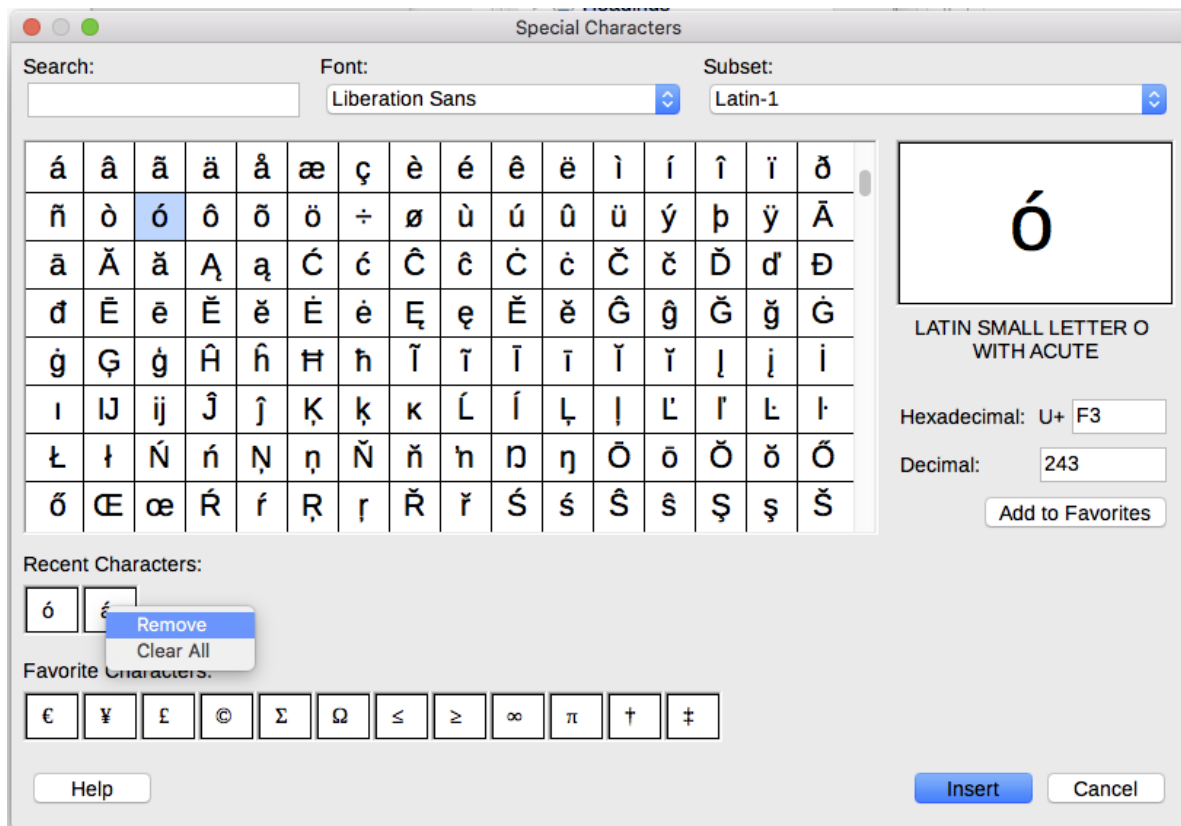 Special Characters
Search: Font: Subset:
Liberation Sans Latin-1
á â ã ä å æ ç è é ê ë ì í î ï ð
ñ ò ó ô õ ö ÷ ø ù ú û ü ý þ ÿ Ā
ā Ă ă Ą ą Ć ć Ĉ ĉ Ċ ċ Č č Ď ď Đ
đ Ē ē Ĕ ĕ Ė ė Ę ę Ě ě Ĝ ĝ Ğ ğ Ġ
ġ Ģ ģ Ĥ ĥ Ħ ħ Ĩ ĩ Ī ī Ĭ ĭ Į į İ
ı IJ ij Ĵ ĵ Ķ ķ ĸ Ĺ ĺ Ļ ļ Ľ ľ Ŀ ŀ
Ł ł Ń ń Ņ ņ Ň ň ŉ Ŋ ŋ Ō ō Ŏ ŏ Ő
ő Œ œ Ŕ ŕ Ŗ ŗ Ř ř Ś ś Ŝ ŝ Ş ş Š
ó
LATIN SMALL LETTER O
WITH ACUTE
Hexadecimal: U+ F3
Decimal: 243
Add to Favorites
Recent Characters:
ó á
Remove
Clear All
Favorite Characters:
€ ¥ £ © Σ Ω ≤ ≥ ∞ π † ‡
Help Insert Cancel